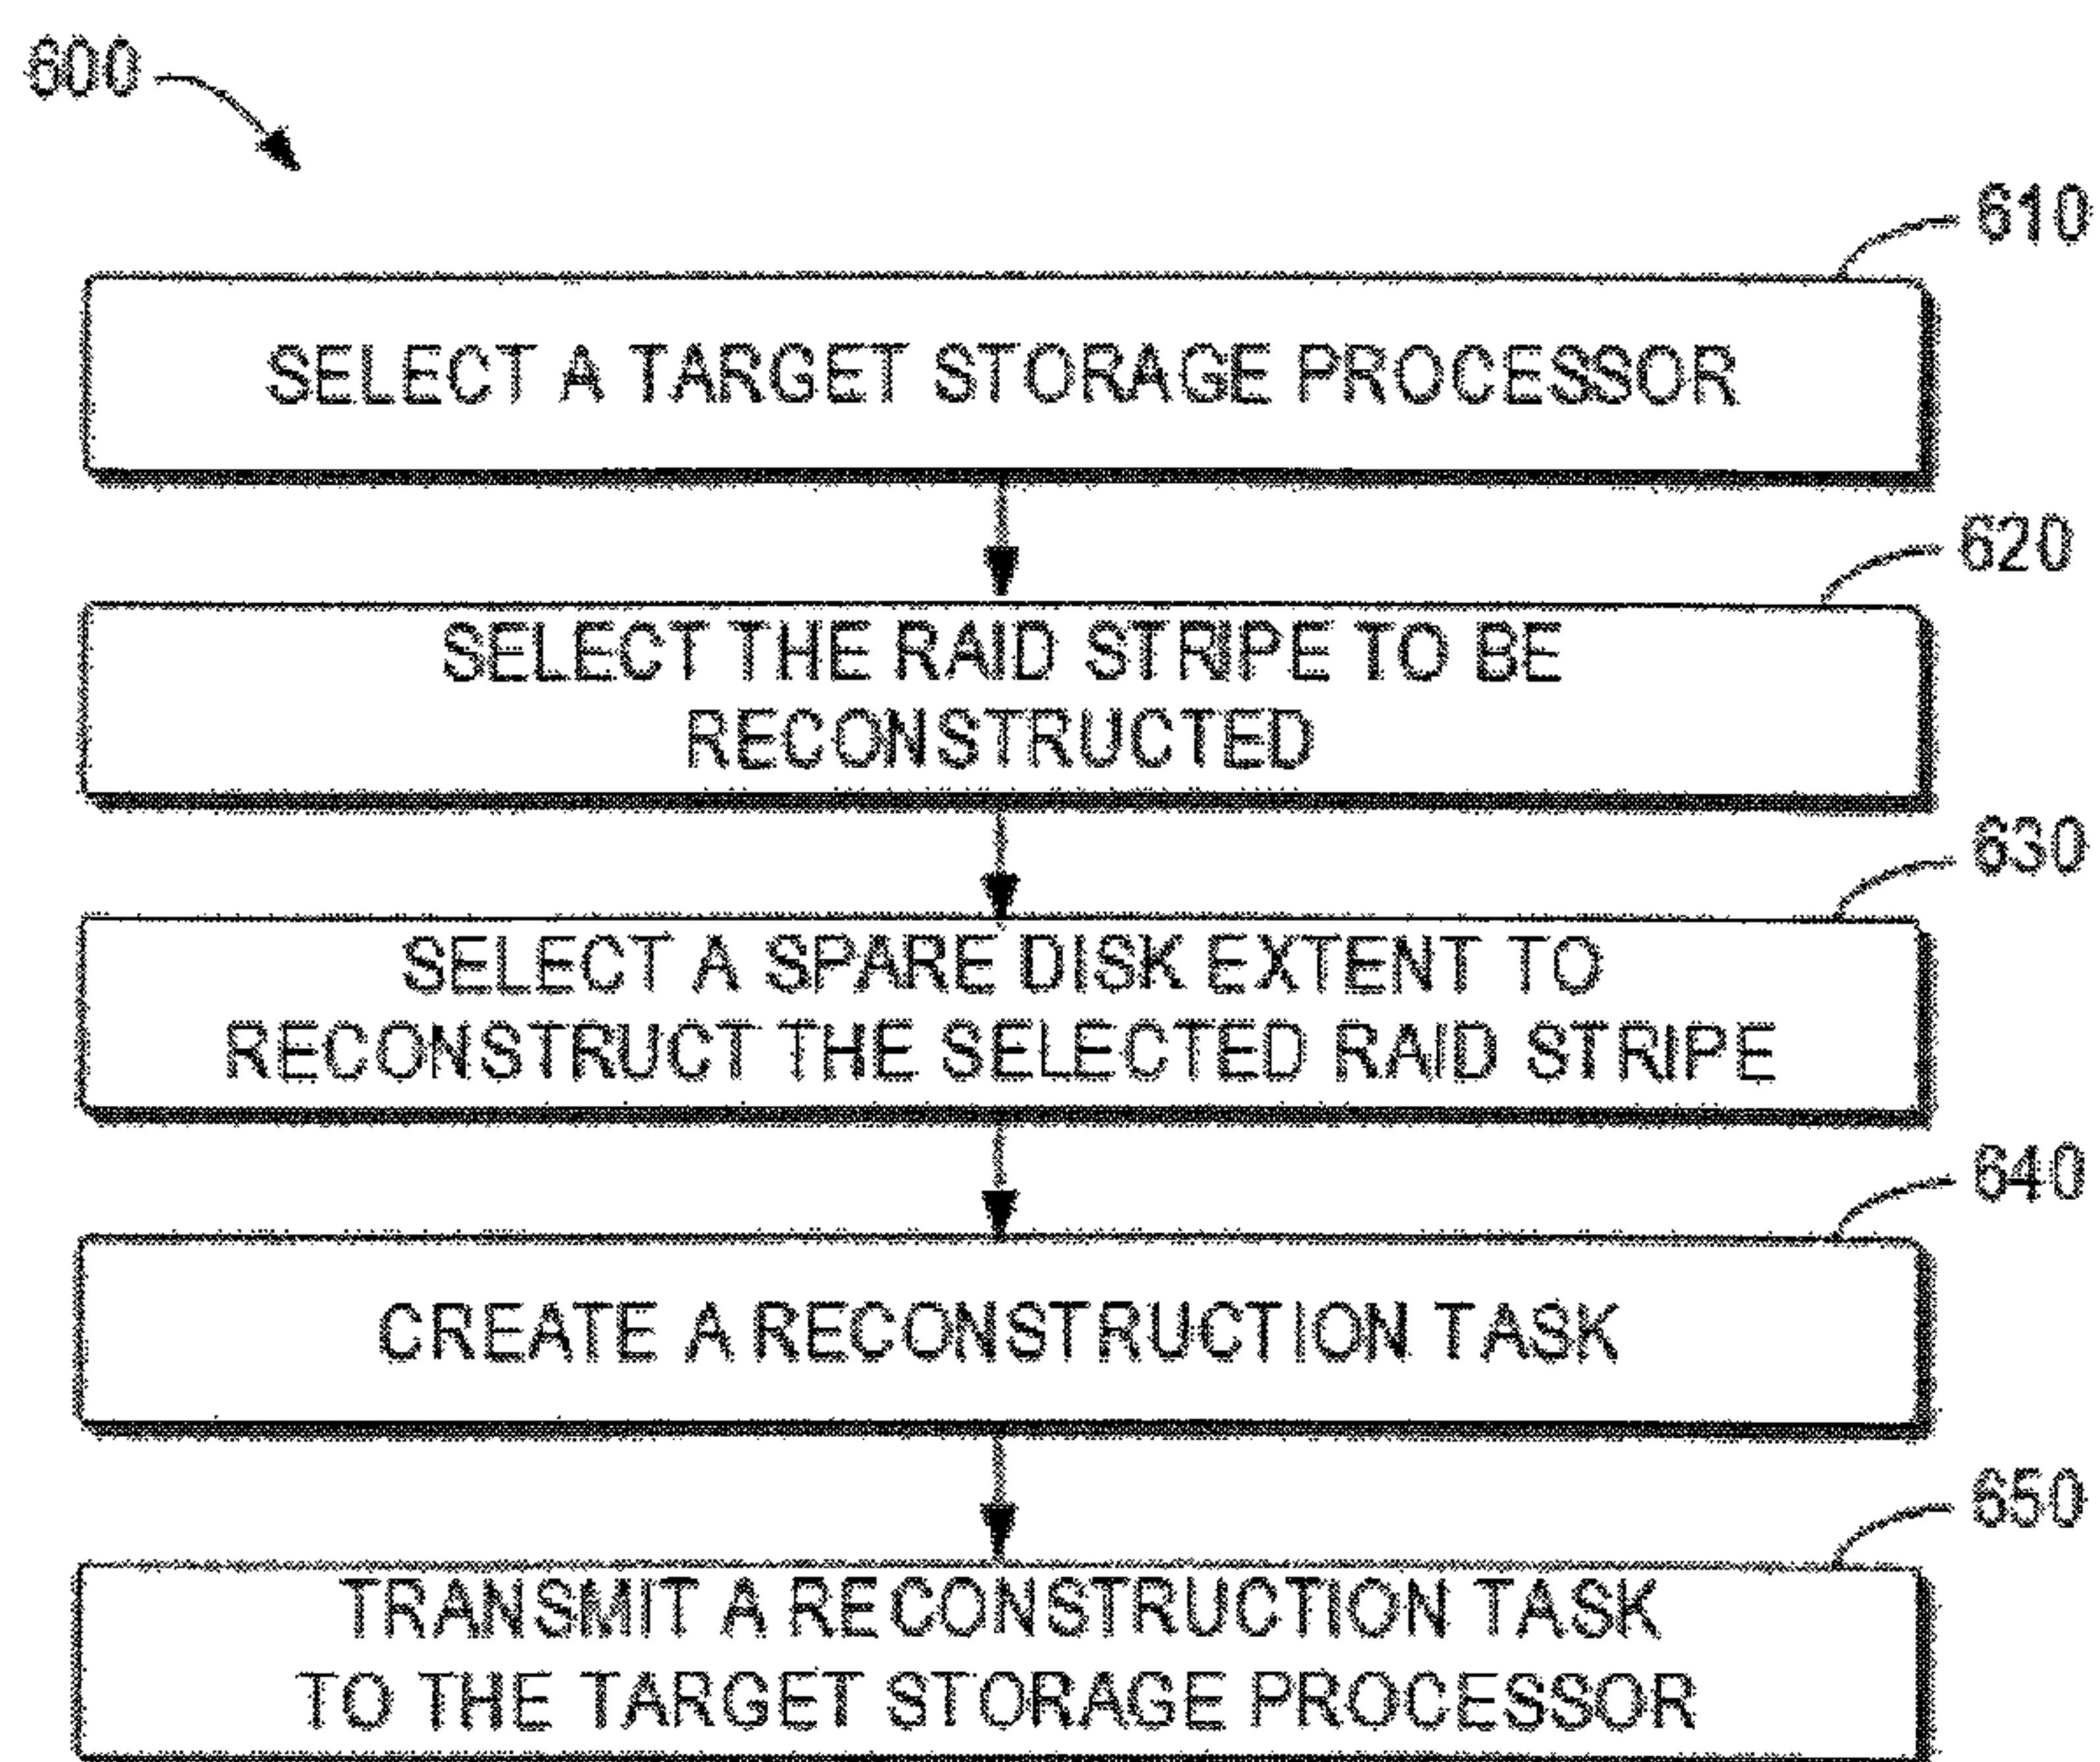 600
610
SELECT A TARGET STORAGE PROCESSOR
620
SELECT THE RAID STRIPE TO BE
RECONSTRUCTED
630
SELECT A SPARE DISK EXTENT TO
RECONSTRUCT THE SELECTED RAID STRIPE
640
CREATE A RECONSTRUCTION TASK
650
TRANSMIT A RECONSTRUCTION TASK
TO THE TARGET STORAGE PROCESSOR